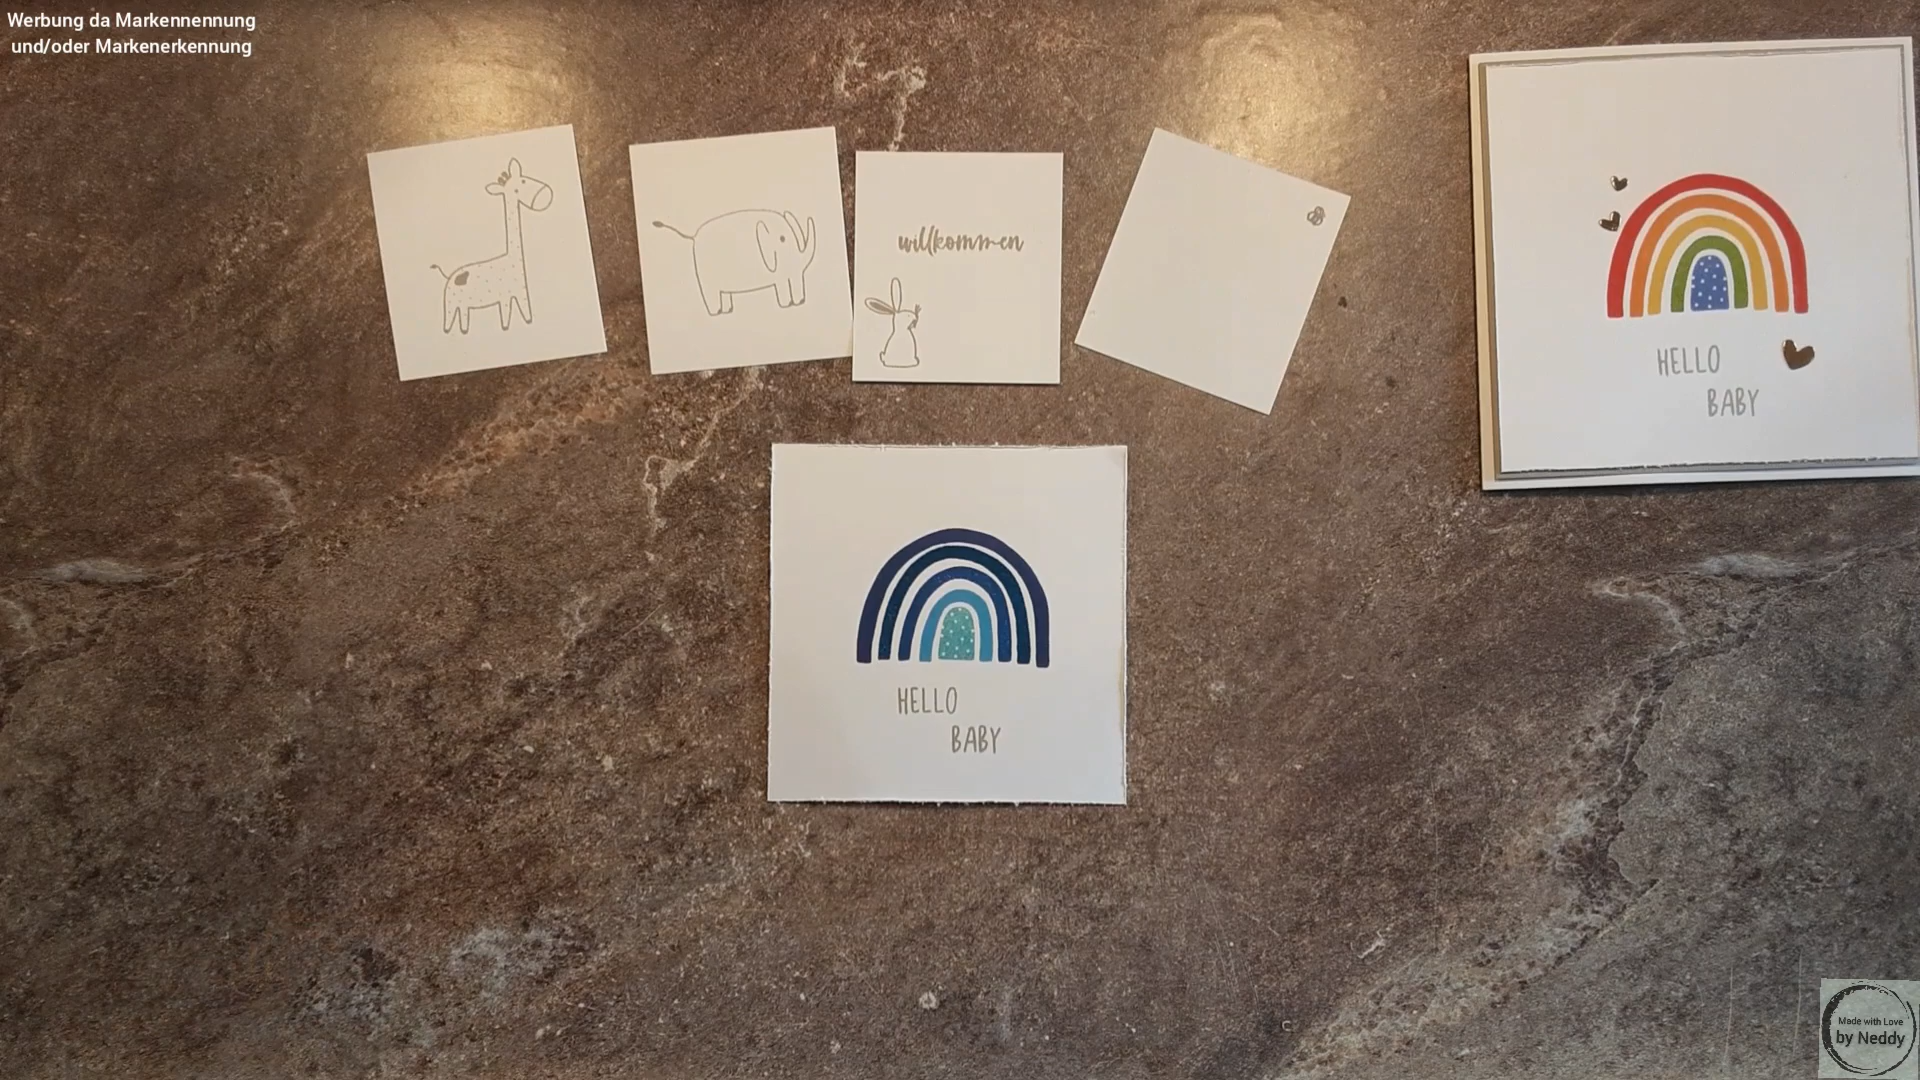 Werbung da Markennennung
und/oder Markenerkennung
willkommen
HELLO
BABY
HELLO
BABY
Made with Love
by Neddy